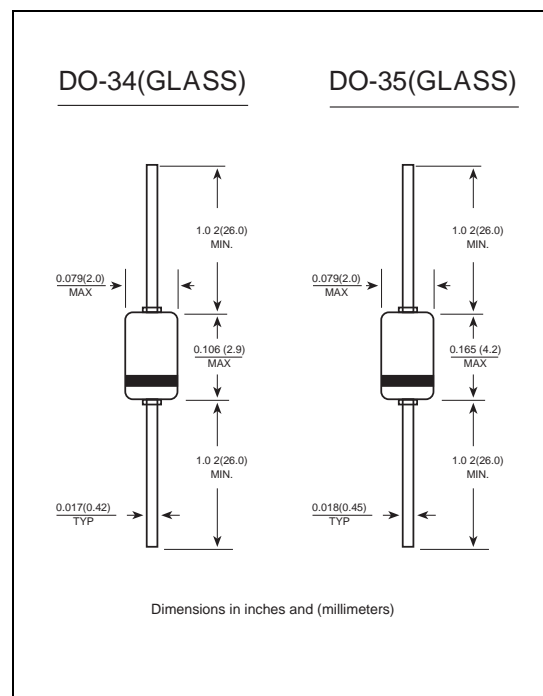 DO-34(GLASS)
DO-35(GLASS)
1.0 2(26.0)
MIN.
0.079(2.0)
MAX
0.106 (2.9)
MAX
1.0 2(26.0)
MIN.
0.017(0.42)
TYP
1.0 2(26.0)
MIN.
0.079(2.0)
MAX
0.165 (4.2)
MAX
1.0 2(26.0)
MIN.
0.018(0.45)
TYP
Dimensions in inches and (millimeters)